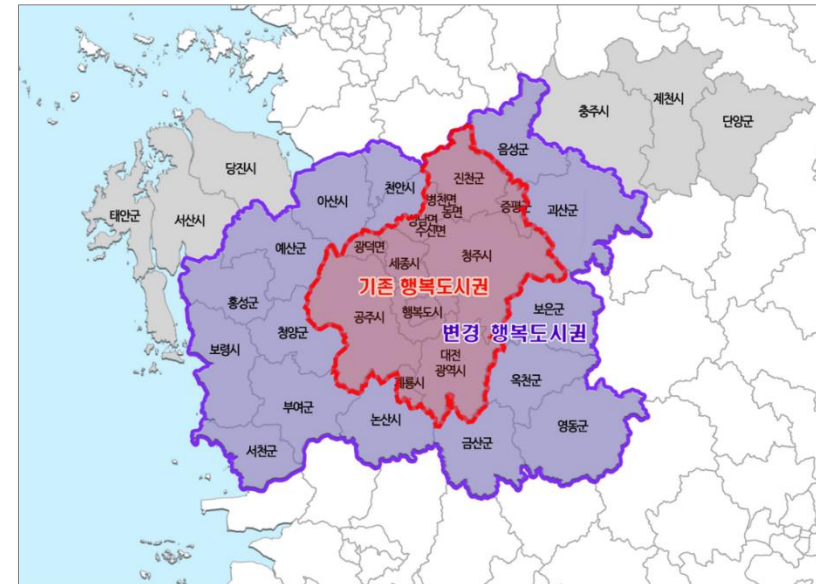 제천시
충주시
단양군
음성군
당진시
진천군
천안시
아산시
병천면
동면
증평군
괴산군
태안군
서산시
성남면
수신면
예산군
광덕면
세종시
청주시
기존 행복도시권
홍성군
공주시
행복도시
보은군
청양군
변경 행복도시권
보령시
대전
광역시
옥천군
계룡시
부여군
논산시
영동군
서천군
금산군